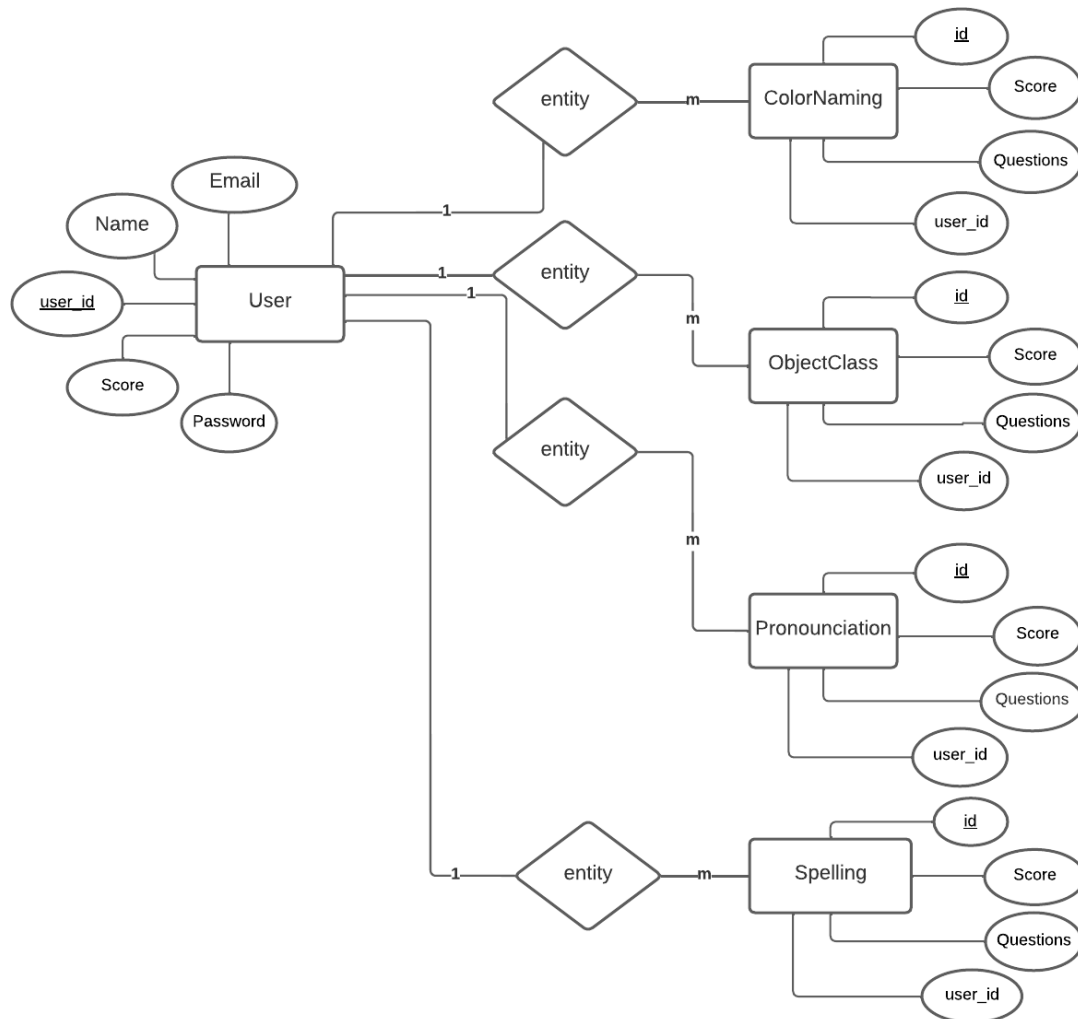 id
entity
ColorNaming
Score
m
Questions
Email
1
Name
user_id
entity
1
1
User
user_id
id
m
Score
ObjectClass
Score
Questions
Password
entity
user_id
m
id
Pronounciation
Score
Questions
user_id
id
entity
Spelling
Score
1
m
Questions
user_id